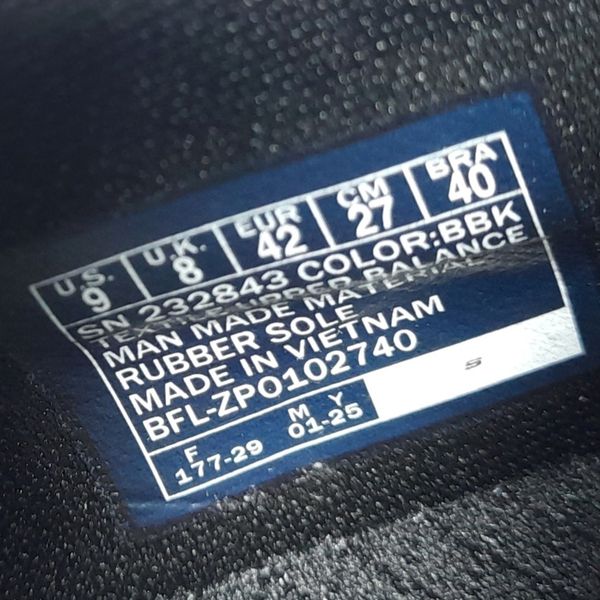 U.S. U.K. EUR CM BRA
9 8 42 27 40
SN 232843 COLOR:BBK
TEXTILE UPPER BALANCE
MAN MADE MATERIAL
RUBBER SOLE
MADE IN VIETNAM
BFL-ZPO102740
F M Y S
177-29 01-25